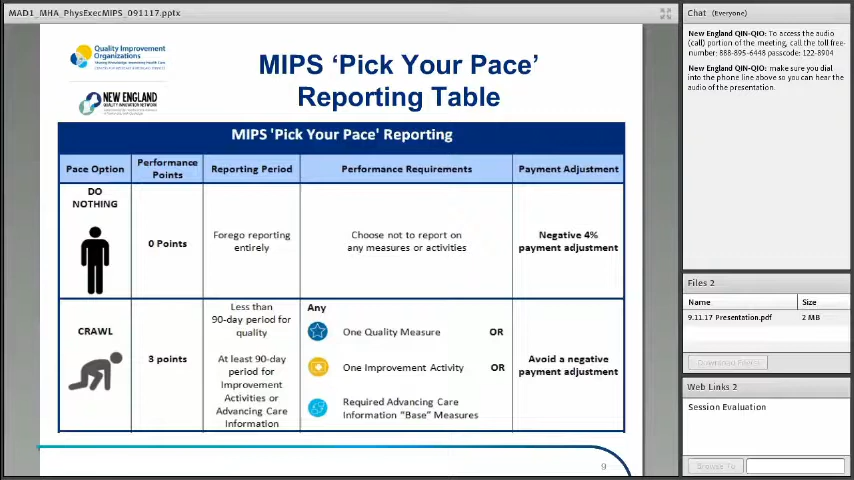 MAD1_MHA_PhysExecMIPS_091117.pptx
Quality Improvement
Organizations
NEW ENGLAND
MIPS ‘Pick Your Pace’
Reporting Table
MIPS 'Pick Your Pace' Reporting
Pace Option
Performance
Points
Reporting Period
Performance Requirements
Payment Adjustment
DO
NOTHING
0 Points
Forego reporting
entirely
Choose not to report on
any measures or activities
Negative 4%
payment adjustment
CRAWL
3 points
Less than
90-day period for
quality
At least 90-day
period for
Improvement
Activities or
Advancing Care
Information
Any
One Quality Measure OR
One Improvement Activity OR
Required Advancing Care
Information “Base” Measures
Avoid a negative
payment adjustment
9
Chat (Everyone)
New England QIN-QIO: To access the audio
(call) portion of the meeting, call the toll free-
number: 888-895-6448 passcode: 122-8904
New England QIN-QIO: make sure you dial
into the phone line above so you can hear the
audio of the presentation.
Files 2
Name Size
9.11.17 Presentation.pdf 2 MB
Download File(s)
Web Links 2
Session Evaluation
Browse To